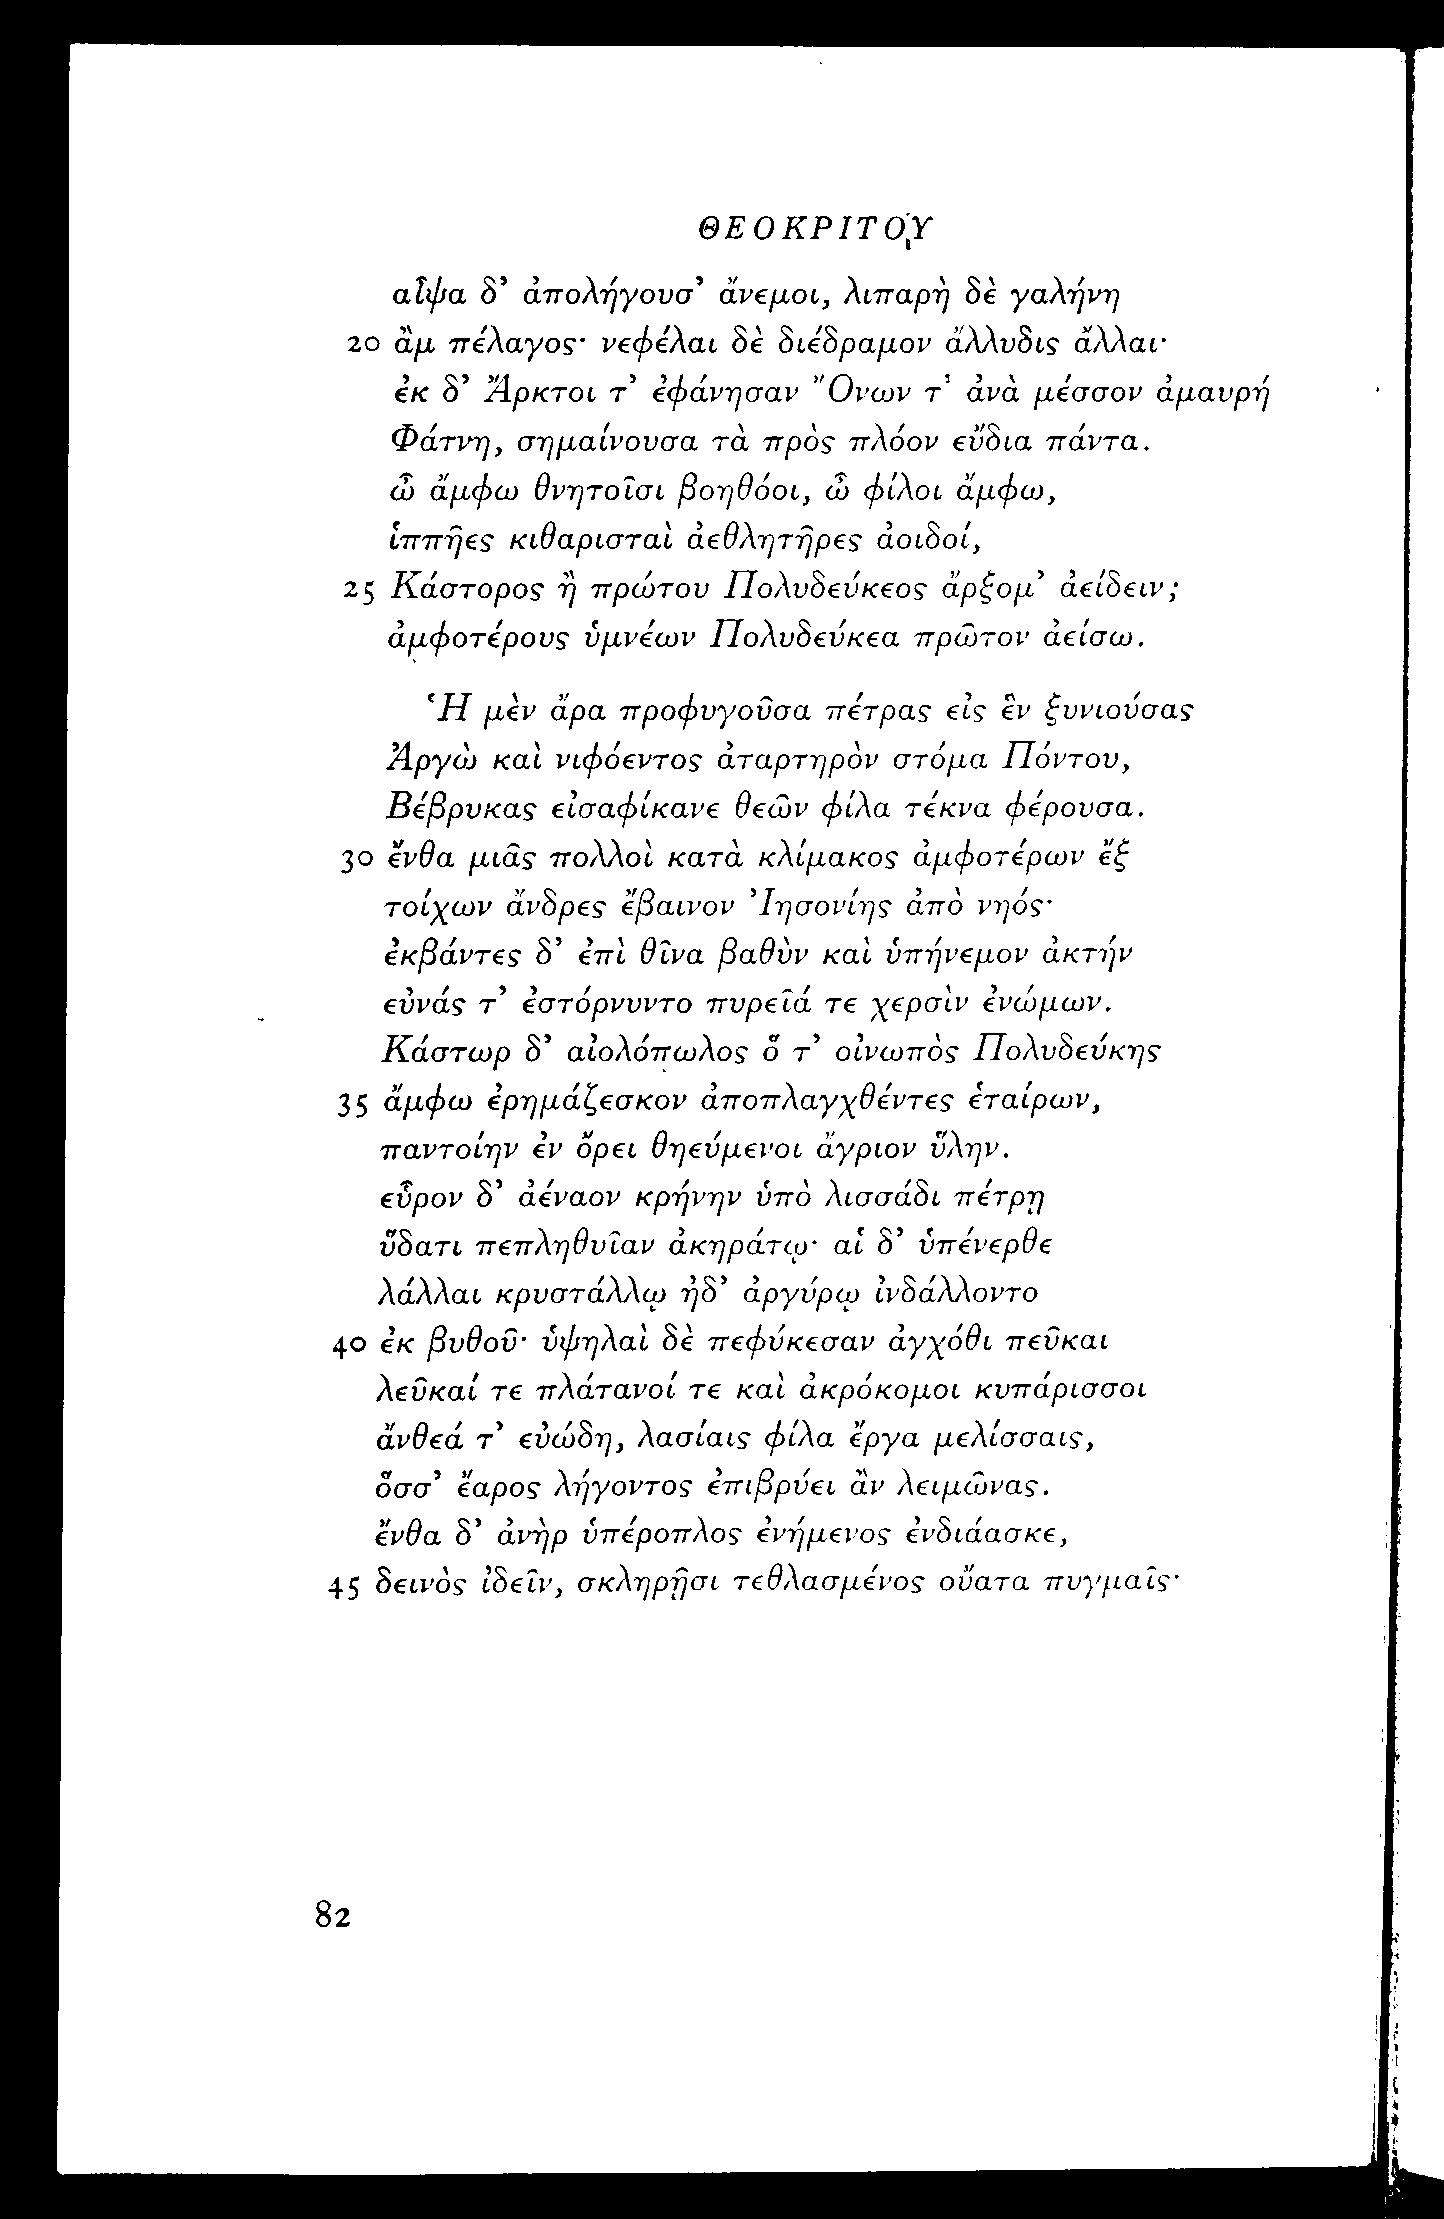 ΘΕΟΚΡΙΤΟΥ
αἶψα δ’ ἀπολήγουσ’ ἄνεμοι, λιπαρὴ δὲ γαλήνη
20 ἂμ πέλαγος· νεφέλαι δὲ διέδραμον ἄλλυδις ἄλλαι·
ἐκ δ’ Ἄρκτοι τ’ ἐφάνησαν Ὄνων τ’ ἀνὰ μέσσον ἀμαυρή
Φάτνη, σημαίνουσα τὰ πρὸς πλόον εὔδια πάντα.
ὦ ἄμφω θνητοῖσι βοηθόοι, ὦ φίλοι ἄμφω,
ἱππῆες κιθαρισταὶ ἀεθλητῆρες ἀοιδοί,
25 Κάστορος ἢ πρώτου Πολυδεύκεος ἄρξομ’ ἀείδειν;
ἀμφοτέρους ὑμνέων Πολυδεύκεα πρῶτον ἀείσω.
Ἡ μὲν ἄρα προφυγοῦσα πέτρας εἰς ἓν ξυνιούσας
Ἀργὼ καὶ νιφόεντος ἀταρτηρὸν στόμα Πόντου,
Βέβρυκας εἰσαφίκανε θεῶν φίλα τέκνα φέρουσα.
30 ἔνθα μιᾶς πολλοὶ κατὰ κλίμακος ἀμφοτέρων ἔξ
τοίχων ἄνδρες ἔβαινον Ἰησονίης ἀπὸ νηός·
ἐκβάντες δ’ ἐπὶ θῖνα βαθὺν καὶ ὑπήνεμον ἀκτήν
εὐνάς τ’ ἐστόρνυντο πυρεῖά τε χερσὶν ἐνώμων.
Κάστωρ δ’ αἰολόπωλος ὅ τ’ οἰνωπὸς Πολυδεύκης
35 ἄμφω ἐρημάζεσκον ἀποπλαγχθέντες ἑταίρων,
παντοίην ἐν ὄρει θηεύμενοι ἄγριον ὕλην.
εὗρον δ’ ἀέναον κρήνην ὑπὸ λισσάδι πέτρῃ
ὕδατι πεπληθυῖαν ἀκηράτῳ· αἱ δ’ ὑπένερθε
λάλλαι κρυστάλλῳ ἠδ’ ἀργύρῳ ἰνδάλλοντο
40 ἐκ βυθοῦ· ὑψηλαὶ δὲ πεφύκεσαν ἀγχόθι πεῦκαι
λεῦκαί τε πλάτανοί τε καὶ ἀκρόκομοι κυπάρισσοι
ἄνθεά τ’ εὐώδη, λασίαις φίλα ἔργα μελίσσαις,
ὅσσ’ ἔαρος λήγοντος ἐπιβρύει ἂν λειμῶνας.
ἔνθα δ’ ἀνὴρ ὑπέροπλος ἐνήμενος ἐνδιάασκε,
45 δεινὸς ἰδεῖν, σκληρῇσι τεθλασμένος οὔατα πυγμαῖς·
82